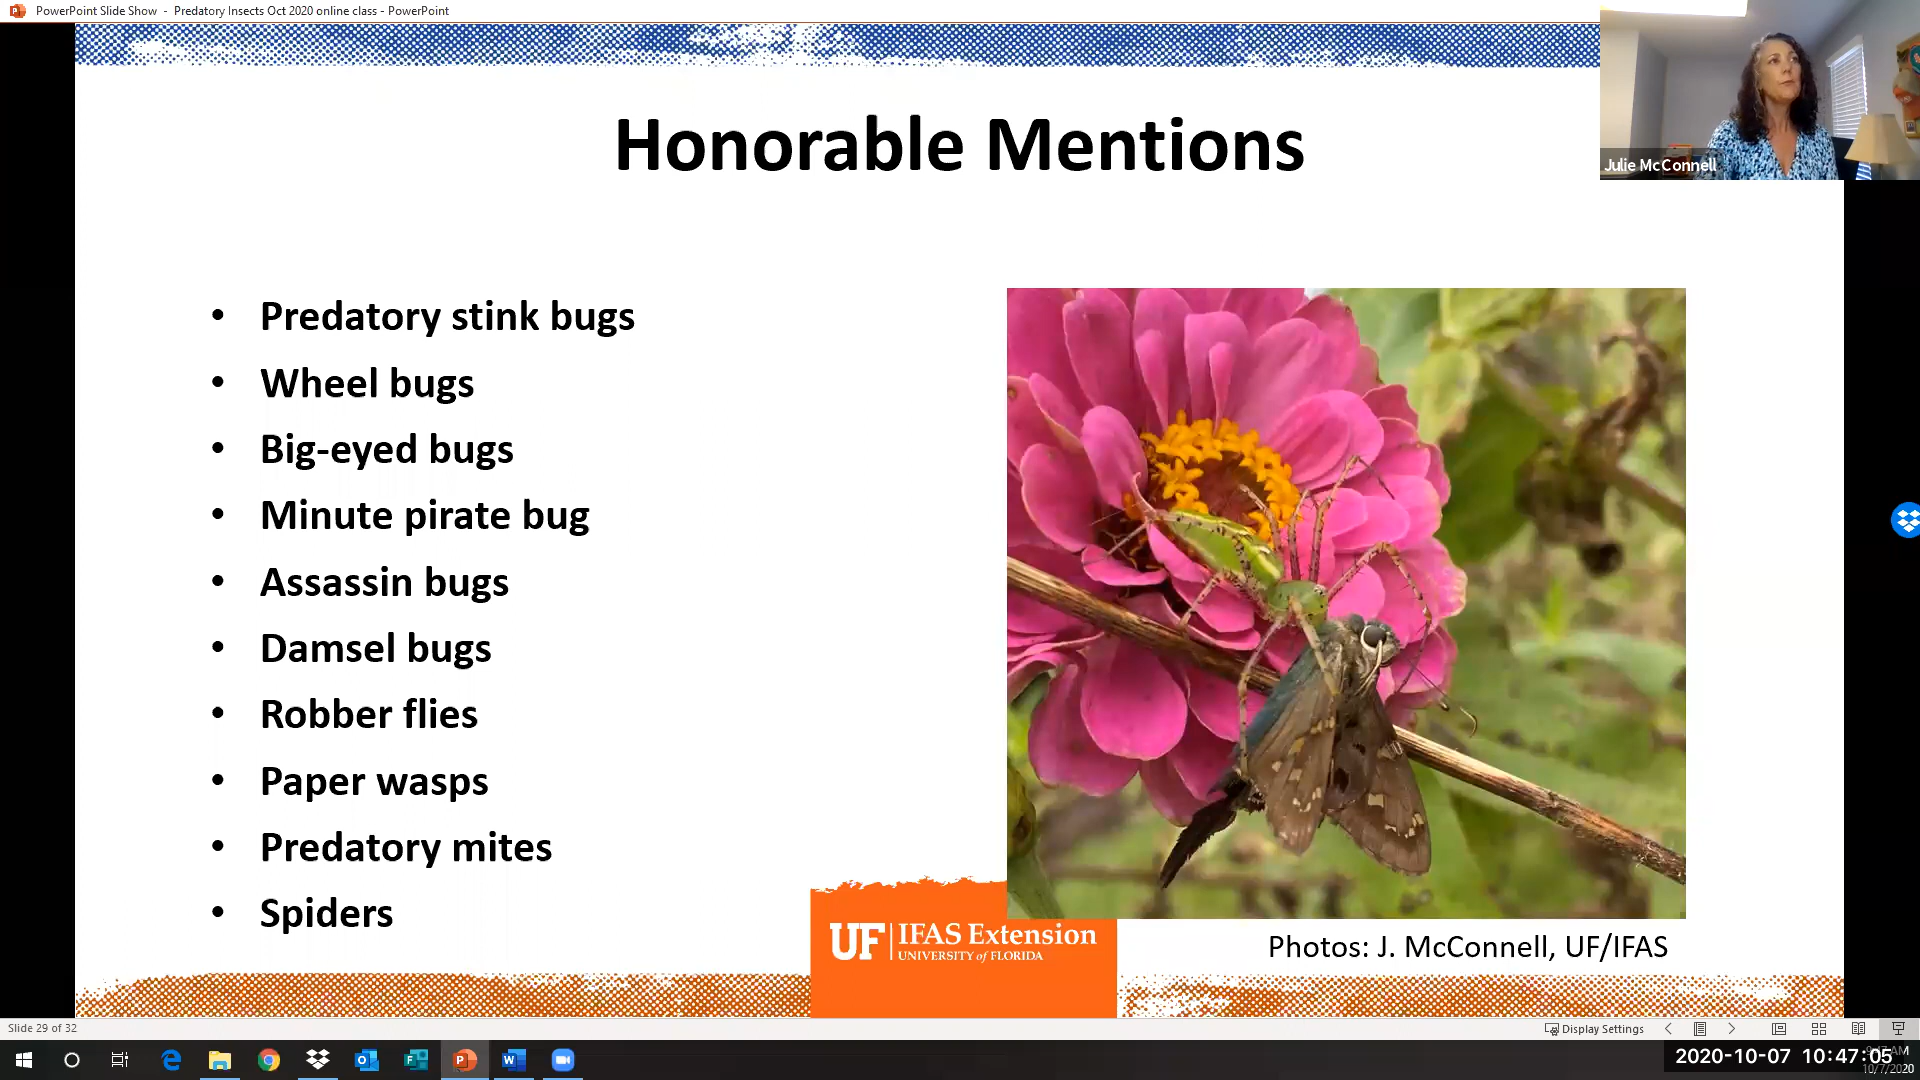 PowerPoint Slide Show - Predatory Insects Oct 2020 online class - PowerPoint
Julie McConnell
Honorable Mentions
• Predatory stink bugs
• Wheel bugs
• Big-eyed bugs
• Minute pirate bug
• Assassin bugs
• Damsel bugs
• Robber flies
• Paper wasps
• Predatory mites
• Spiders
UF IFAS Extension
UNIVERSITY of FLORIDA
Photos: J. McConnell, UF/IFAS
Slide 29 of 32
Display Settings
2020-10-07 10:47:05
10/7/2020